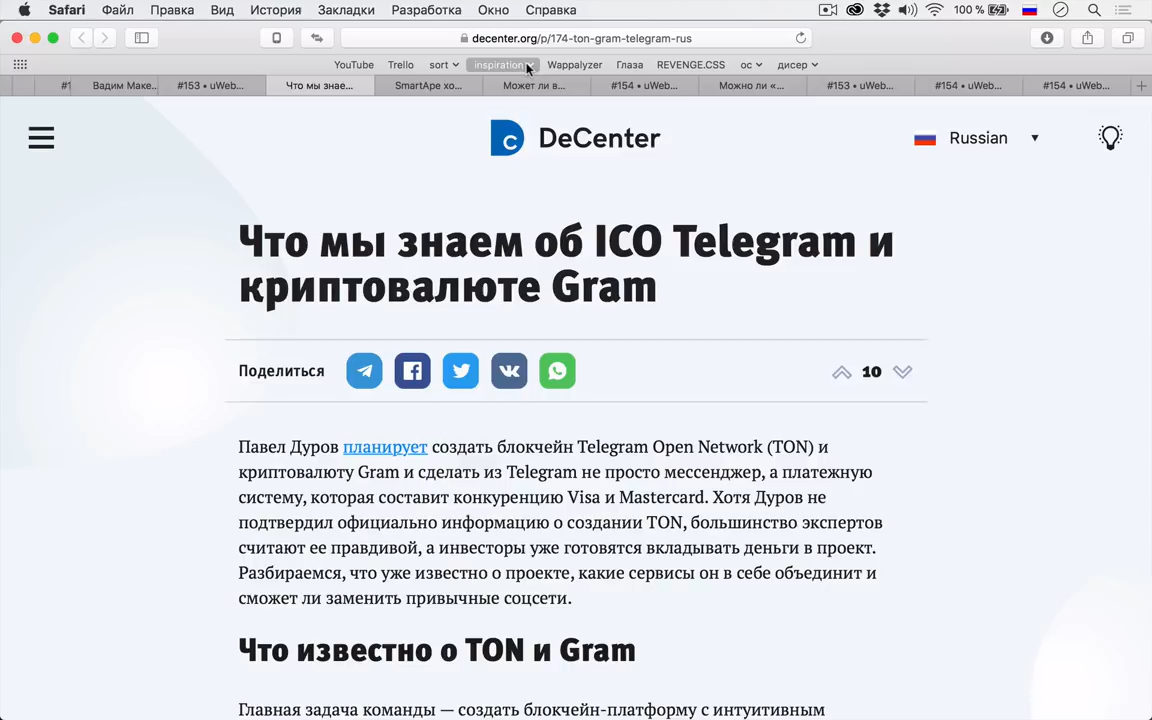 Safari Файл Правка Вид История Закладки Разработка Окно Справка 100 %
decenter.org/p/174-ton-gram-telegram-rus
YouTube Trello sort inspiration Wappalyzer Глаза REVENGE.CSS ос дисер
#1 Вадим Маке... #153 • uWeb... Что мы знае... SmartApe хо... Может ли в... #154 • uWeb... Можно ли «... #153 • uWeb... #154 • uWeb... #154 • uWeb...
DeCenter Russian
Что мы знаем об ICO Telegram и
криптовалюте Gram
Поделиться 10
Павел Дуров планирует создать блокчейн Telegram Open Network (TON) и
криптовалюту Gram и сделать из Telegram не просто мессенджер, а платежную
систему, которая составит конкуренцию Visa и Mastercard. Хотя Дуров не
подтвердил официально информацию о создании TON, большинство экспертов
считают ее правдивой, а инвесторы уже готовятся вкладывать деньги в проект.
Разбираемся, что уже известно о проекте, какие сервисы он в себе объединит и
сможет ли заменить привычные соцсети.
Что известно о TON и Gram
Главная задача команды — создать блокчейн-платформу с интуитивным